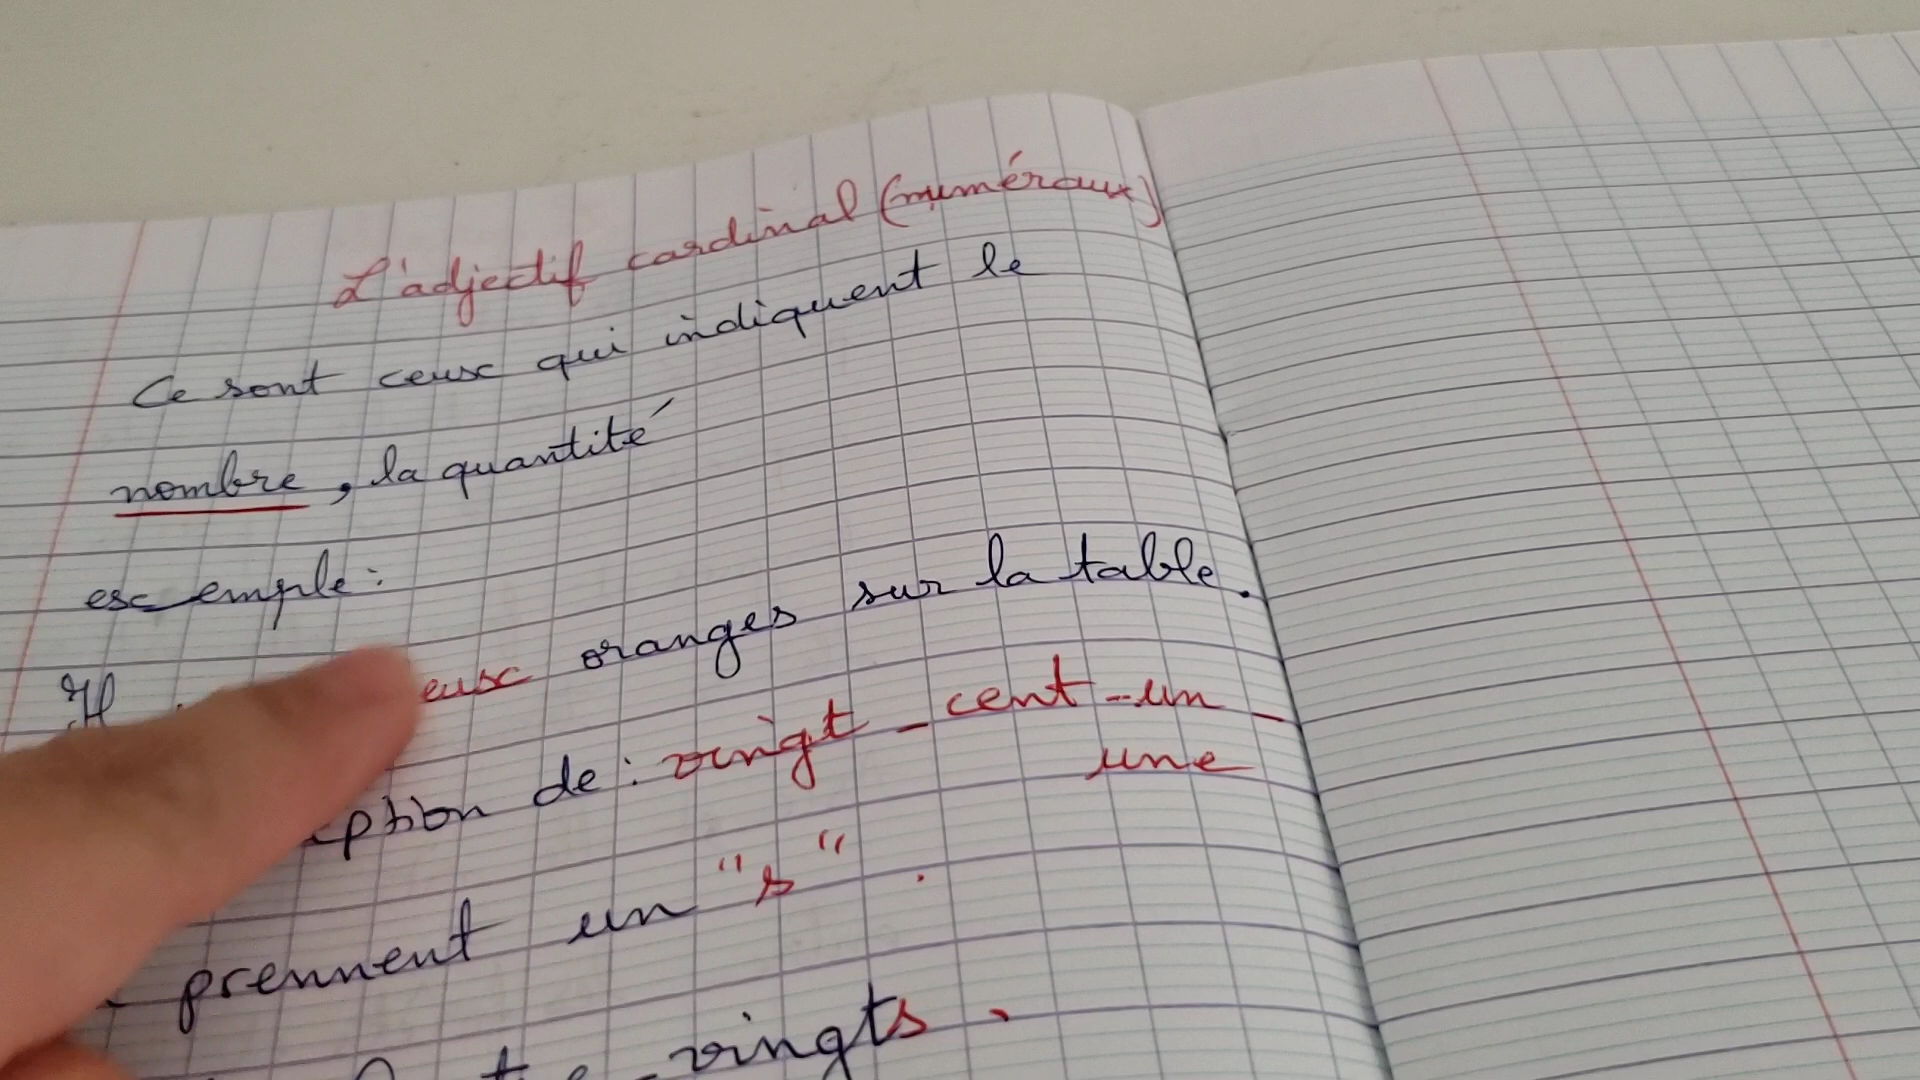 L'adjectif cardinal (numéraux)
Ce sont ceux qui indiquent le
nombre, la quantité
exemple:
Il eux oranges sur la table.
ption de: vingt - cent - un -
une
prennent un "s".
vingts.